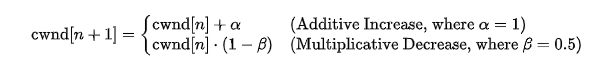 cwnd[n + 1] = { cwnd[n] + α (Additive Increase, where α = 1)
cwnd[n] · (1 − β) (Multiplicative Decrease, where β = 0.5)